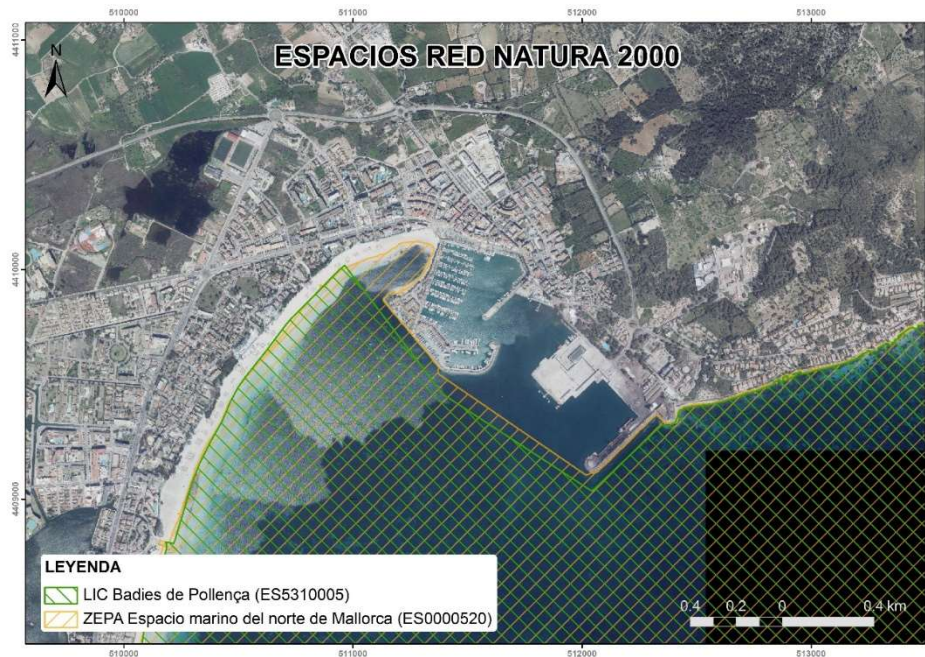 510000 511000 512000 513000
4411000
N
ESPACIOS RED NATURA 2000
4410000
4409000
LEYENDA
LIC Badies de Pollença (ES5310005)
ZEPA Espacio marino del norte de Mallorca (ES0000520)
0.4 0.2 0 0.4 km
510000 511000 512000 513000